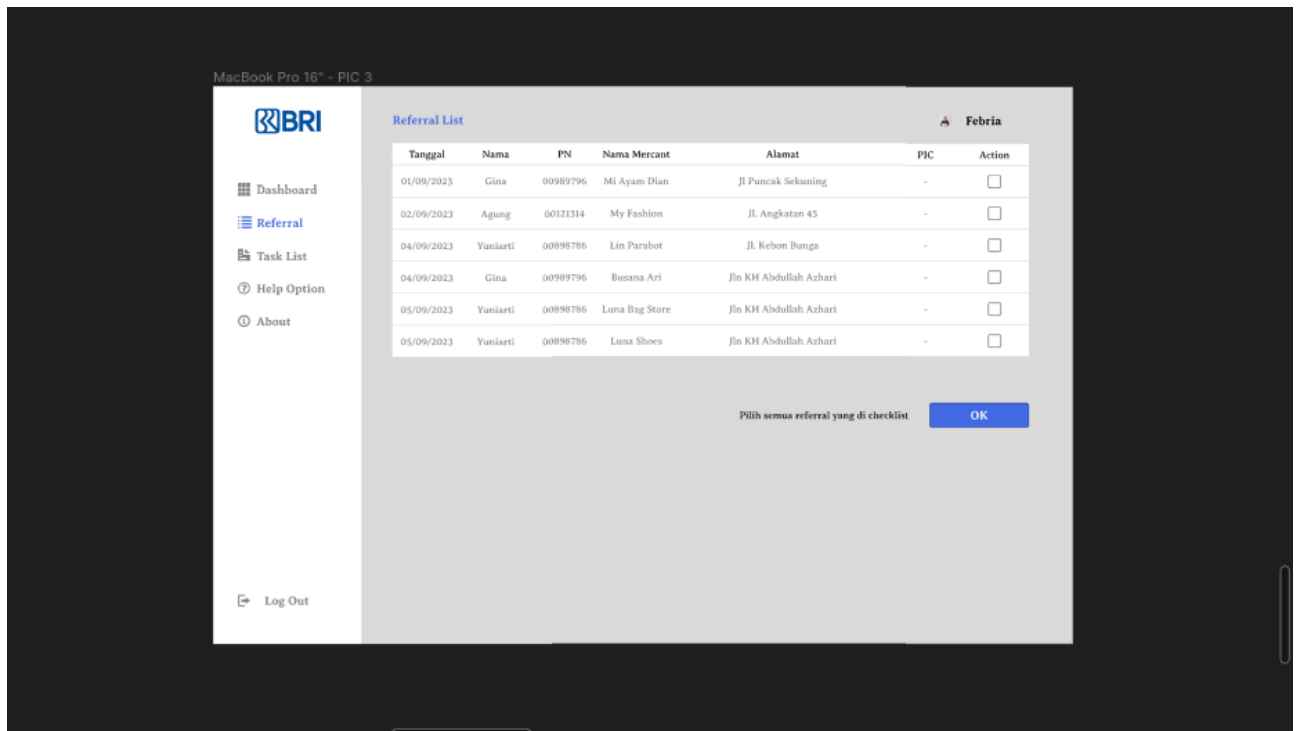 MacBook Pro 16" - PIC 3
BRI
Dashboard
Referral
Task List
Help Option
About
Log Out
Referral List
Febria
Tanggal Nama PN Nama Mercant Alamat PIC Action
01/09/2023 Gina 00989796 Mi Ayam Dian Jl Puncak Sekuning -
02/09/2023 Agung 00121314 My Fashion Jl. Angkatan 45 -
04/09/2023 Yuniarti 00898786 Lin Parabot Jl. Kebon Bunga -
04/09/2023 Gina 00989796 Busana Ari Jln KH Abdullah Azhari -
05/09/2023 Yuniarti 00898786 Luna Bag Store Jln KH Abdullah Azhari -
05/09/2023 Yuniarti 00898786 Luna Shoes Jln KH Abdullah Azhari -
Pilih semua referral yang di checklist OK